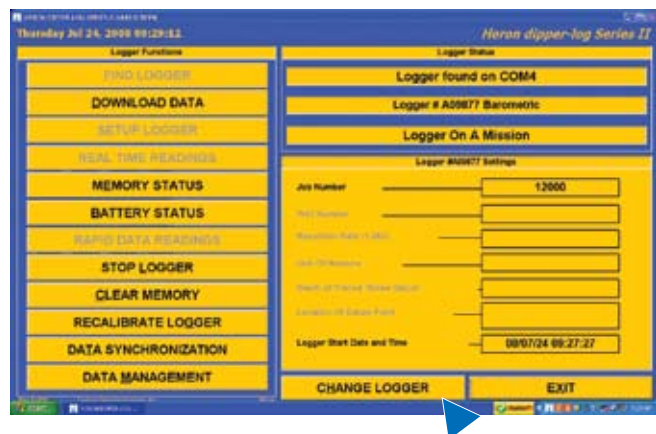 Thursday Jul 24, 2008 09:29:12
Heron dipper-log Series II
Logger Functions
FIND LOGGER
DOWNLOAD DATA
SETUP LOGGER
REAL TIME READINGS
MEMORY STATUS
BATTERY STATUS
RAPID DATA READINGS
STOP LOGGER
CLEAR MEMORY
RECALIBRATE LOGGER
DATA SYNCHRONIZATION
DATA MANAGEMENT
Logger Status
Logger found on COM4
Logger # A09877 Barometric
Logger On A Mission
Logger #A09877 Settings
Job Number 12000
Logger Start Date and Time 08/07/24 09:27:27
CHANGE LOGGER
EXIT